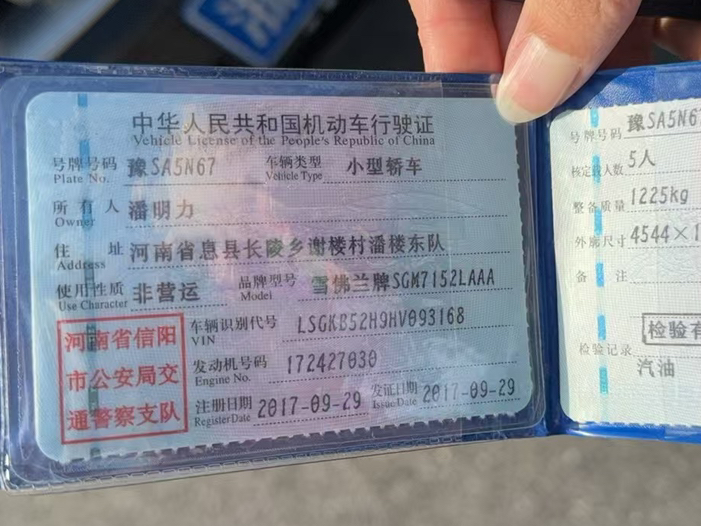 中华人民共和国机动车行驶证
Vehicle License of the People's Republic of China
号牌号码 豫SA5N67 车辆类型 小型轿车
Plate No. Vehicle Type
所有人 潘明力
Owner
住址 河南省息县长陵乡谢楼村潘楼东队
Address
使用性质 非营运 品牌型号 雪佛兰牌SGM7152LAAA
Use Character Model
河南省信阳
市公安局交
通警察支队
车辆识别代号 LSGKB52H9HV093168
VIN
发动机号码 172427030
Engine No.
注册日期 2017-09-29 发证日期 2017-09-29
Register Date Issue Date
号牌号码 豫SA5N6
核定载人数 5人
整备质量 1225kg
外廓尺寸 4544×1
备注
检验有
检验记录
汽油